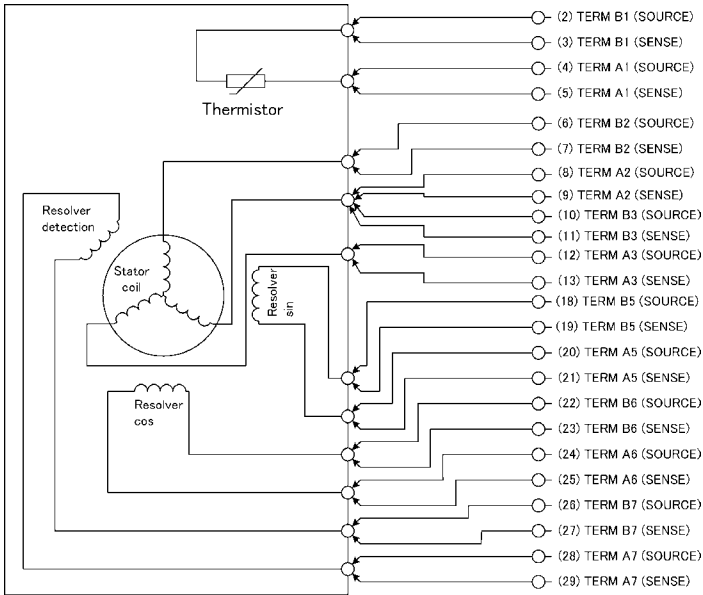 (2) TERM B1 (SOURCE)
(3) TERM B1 (SENSE)
(4) TERM A1 (SOURCE)
(5) TERM A1 (SENSE)
Thermistor
(6) TERM B2 (SOURCE)
(7) TERM B2 (SENSE)
(8) TERM A2 (SOURCE)
(9) TERM A2 (SENSE)
(10) TERM B3 (SOURCE)
(11) TERM B3 (SENSE)
(12) TERM A3 (SOURCE)
(13) TERM A3 (SENSE)
Resolver
detection
Stator
coil
Resolver
sin
(18) TERM B5 (SOURCE)
(19) TERM B5 (SENSE)
(20) TERM A5 (SOURCE)
(21) TERM A5 (SENSE)
Resolver
cos
(22) TERM B6 (SOURCE)
(23) TERM B6 (SENSE)
(24) TERM A6 (SOURCE)
(25) TERM A6 (SENSE)
(26) TERM B7 (SOURCE)
(27) TERM B7 (SENSE)
(28) TERM A7 (SOURCE)
(29) TERM A7 (SENSE)